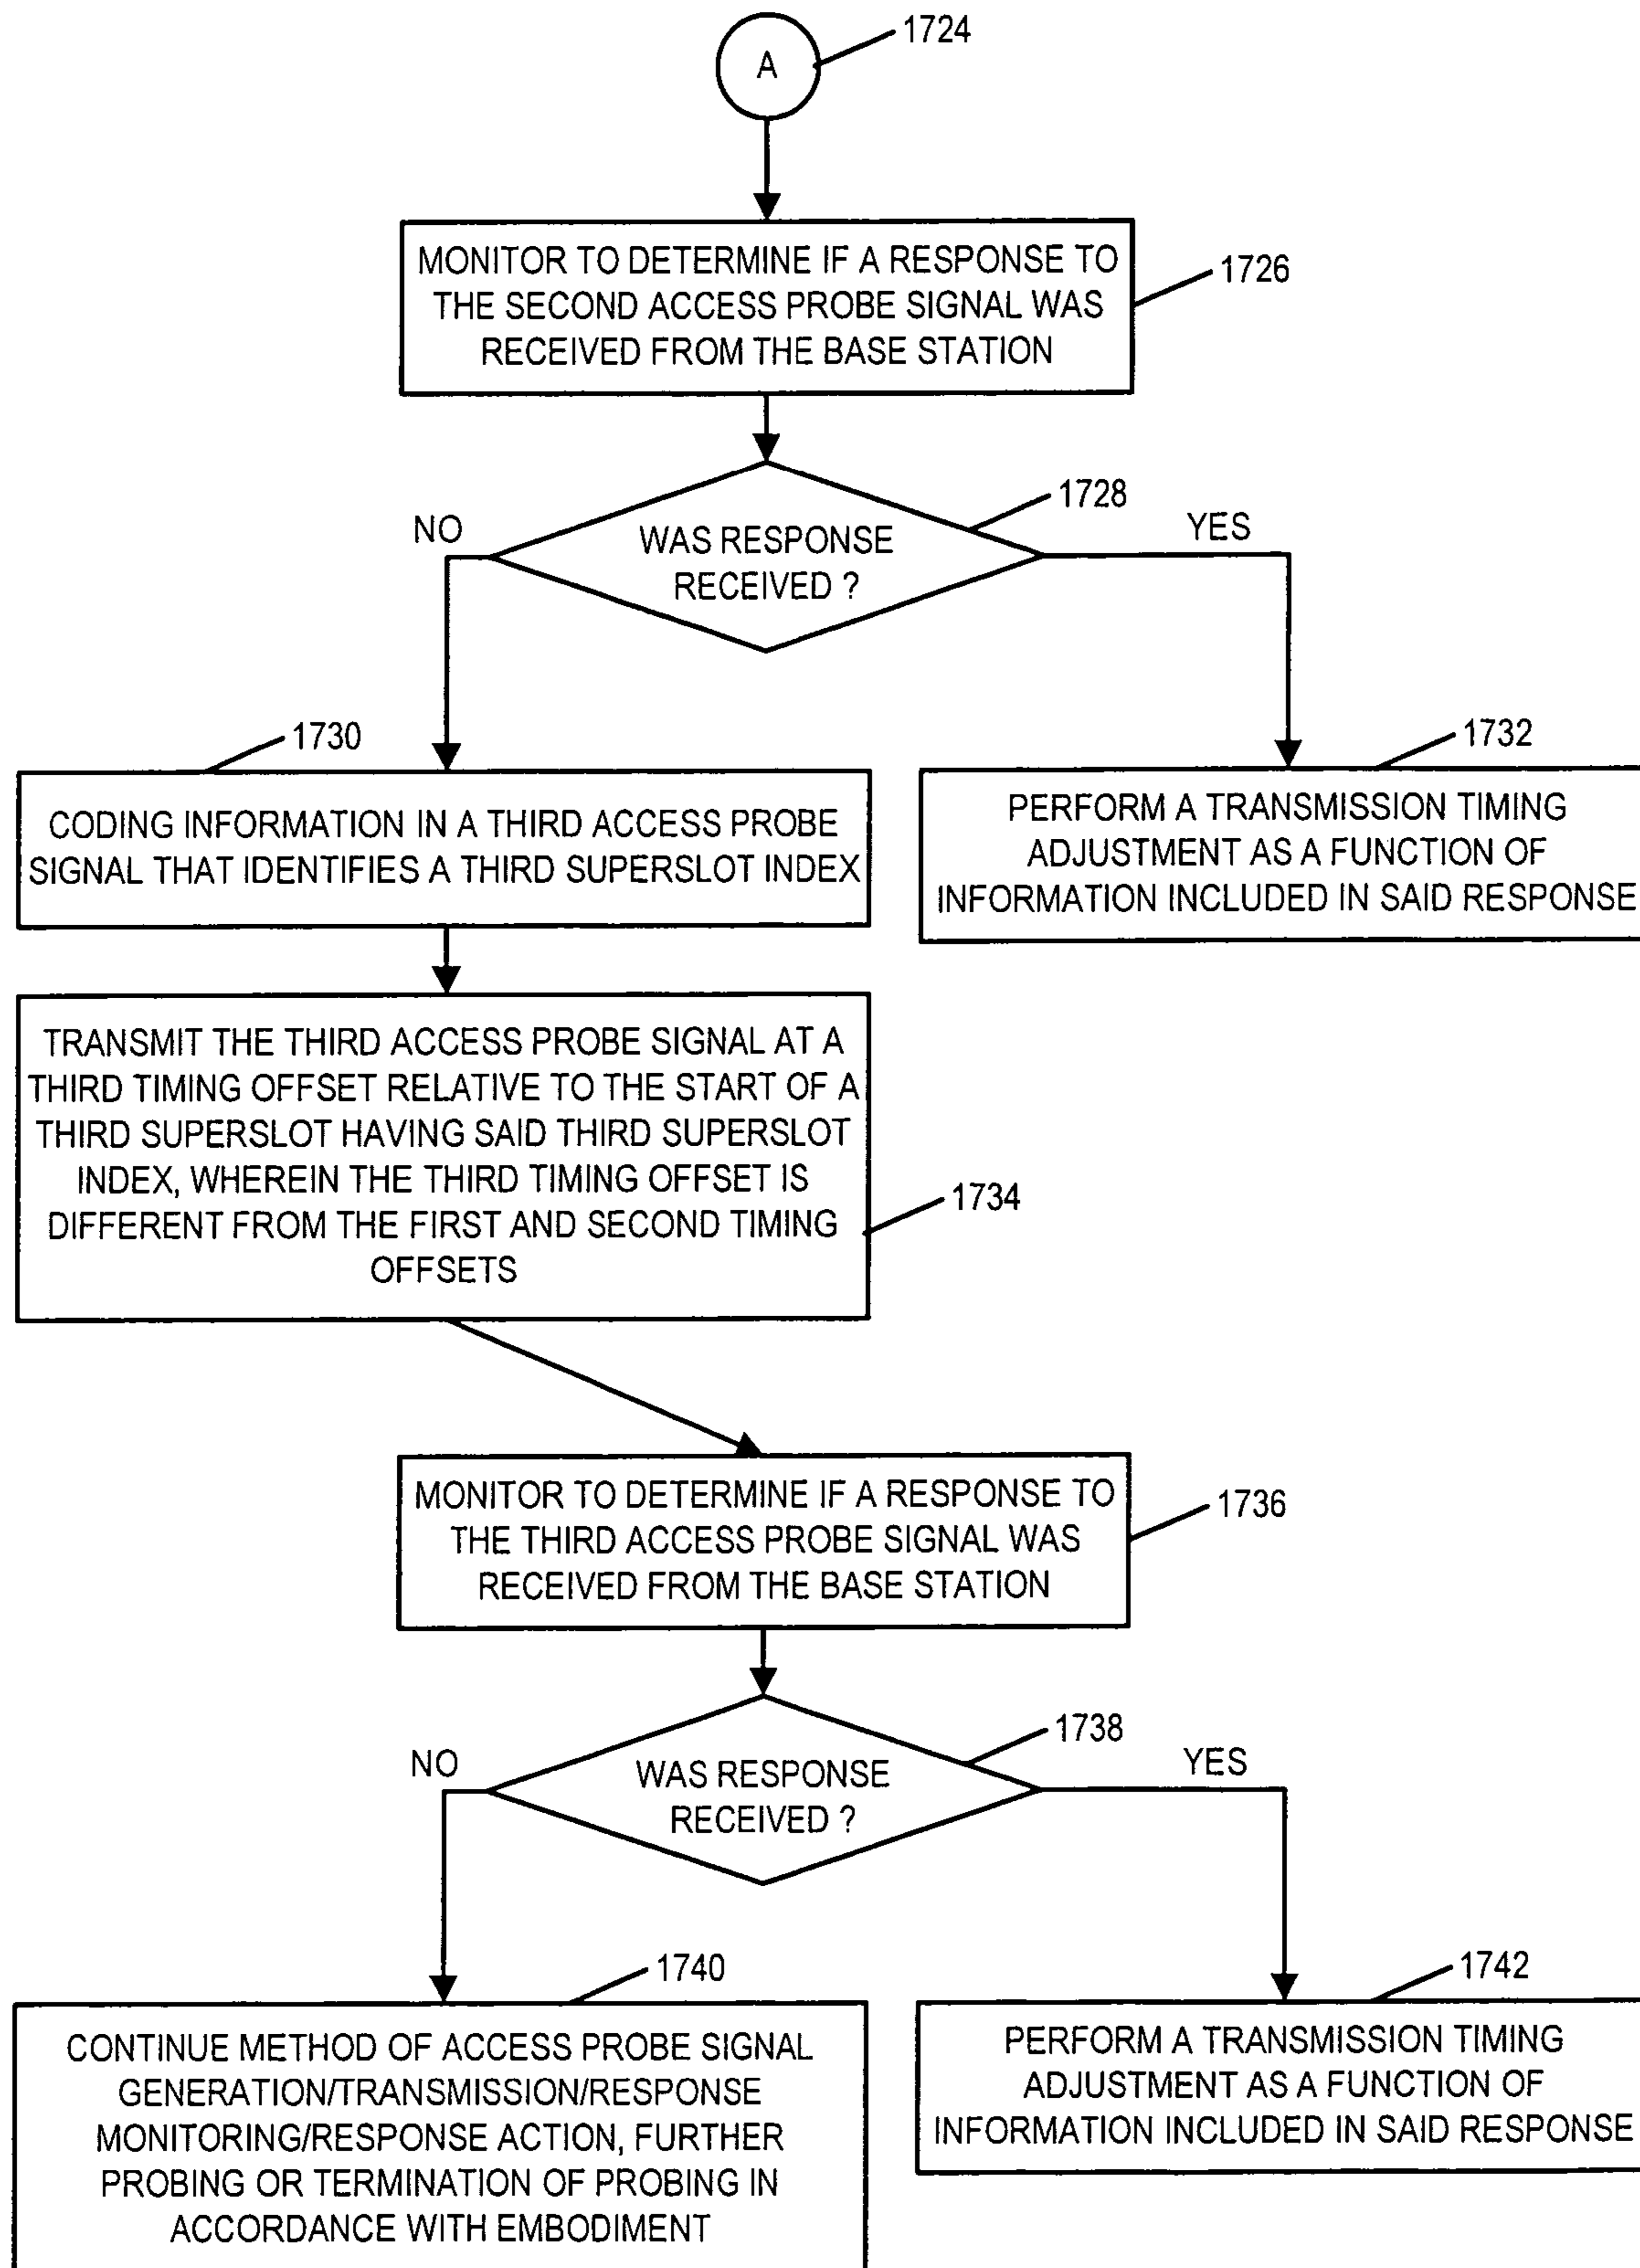 1724
A
MONITOR TO DETERMINE IF A RESPONSE TO
THE SECOND ACCESS PROBE SIGNAL WAS
RECEIVED FROM THE BASE STATION
1726
1728
NO
YES
WAS RESPONSE
RECEIVED ?
1730
1732
CODING INFORMATION IN A THIRD ACCESS PROBE
SIGNAL THAT IDENTIFIES A THIRD SUPERSLOT INDEX
PERFORM A TRANSMISSION TIMING
ADJUSTMENT AS A FUNCTION OF
INFORMATION INCLUDED IN SAID RESPONSE
TRANSMIT THE THIRD ACCESS PROBE SIGNAL AT A
THIRD TIMING OFFSET RELATIVE TO THE START OF A
THIRD SUPERSLOT HAVING SAID THIRD SUPERSLOT
INDEX, WHEREIN THE THIRD TIMING OFFSET IS
DIFFERENT FROM THE FIRST AND SECOND TIMING
OFFSETS
1734
MONITOR TO DETERMINE IF A RESPONSE TO
THE THIRD ACCESS PROBE SIGNAL WAS
RECEIVED FROM THE BASE STATION
1736
1738
NO
YES
WAS RESPONSE
RECEIVED ?
1740
1742
CONTINUE METHOD OF ACCESS PROBE SIGNAL
GENERATION/TRANSMISSION/RESPONSE
MONITORING/RESPONSE ACTION, FURTHER
PROBING OR TERMINATION OF PROBING IN
ACCORDANCE WITH EMBODIMENT
PERFORM A TRANSMISSION TIMING
ADJUSTMENT AS A FUNCTION OF
INFORMATION INCLUDED IN SAID RESPONSE